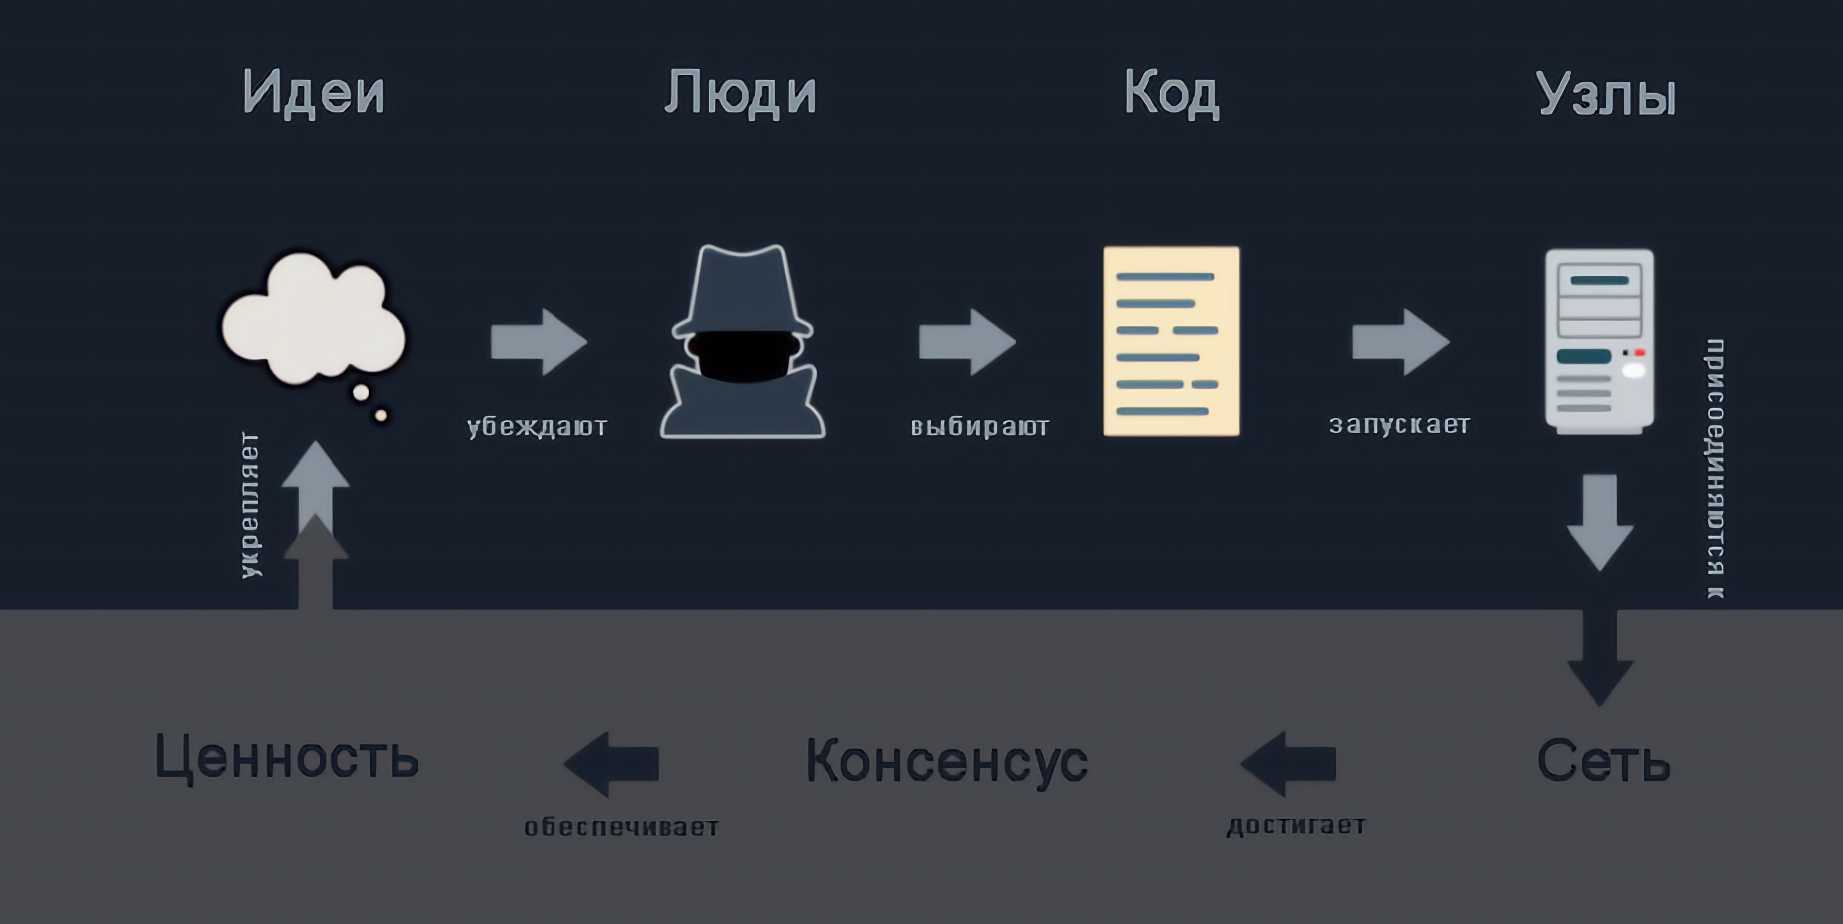 Идеи
Люди
Код
Узлы
убеждают
выбирают
запускает
присоединяются к
укрепляет
Ценность
Консенсус
Сеть
обеспечивает
достигает